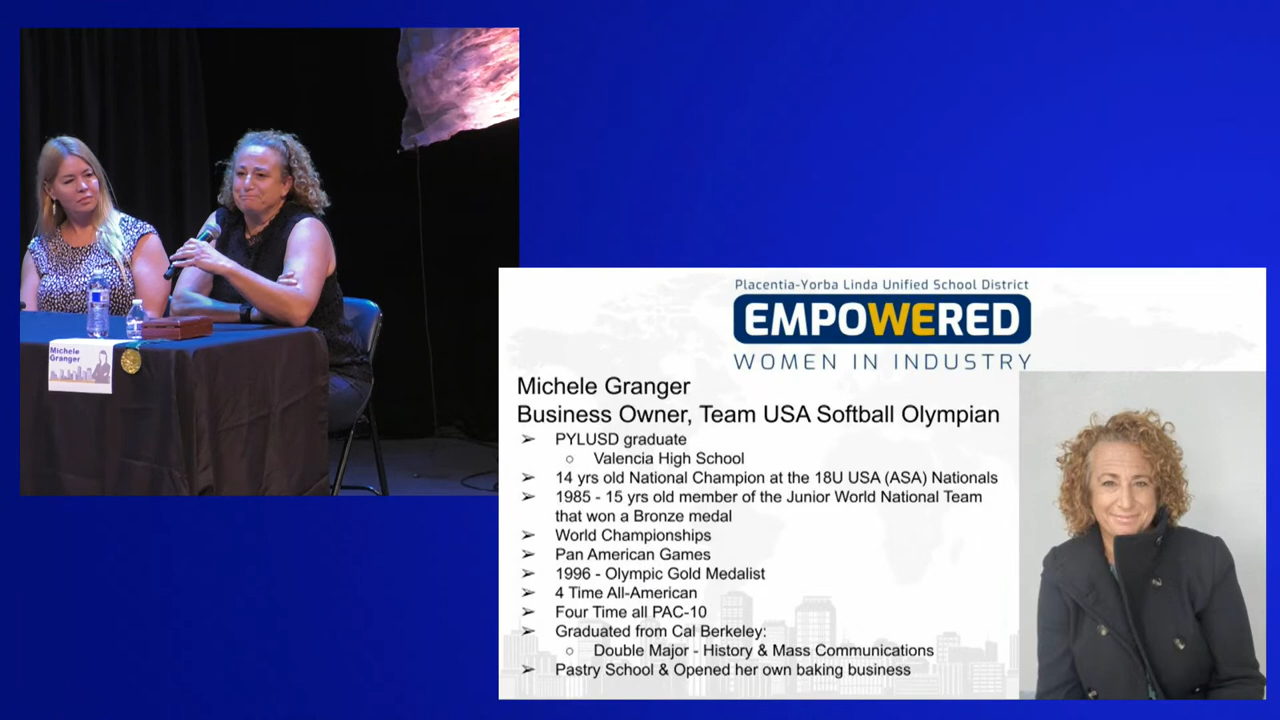 Michele
Granger
Placentia-Yorba Linda Unified School District
EMPOWERED
WOMEN IN INDUSTRY
Michele Granger
Business Owner, Team USA Softball Olympian
➢ PYLUSD graduate
○ Valencia High School
➢ 14 yrs old National Champion at the 18U USA (ASA) Nationals
➢ 1985 - 15 yrs old member of the Junior World National Team
that won a Bronze medal
➢ World Championships
➢ Pan American Games
➢ 1996 - Olympic Gold Medalist
➢ 4 Time All-American
➢ Four Time all PAC-10
➢ Graduated from Cal Berkeley:
○ Double Major - History & Mass Communications
➢ Pastry School & Opened her own baking business